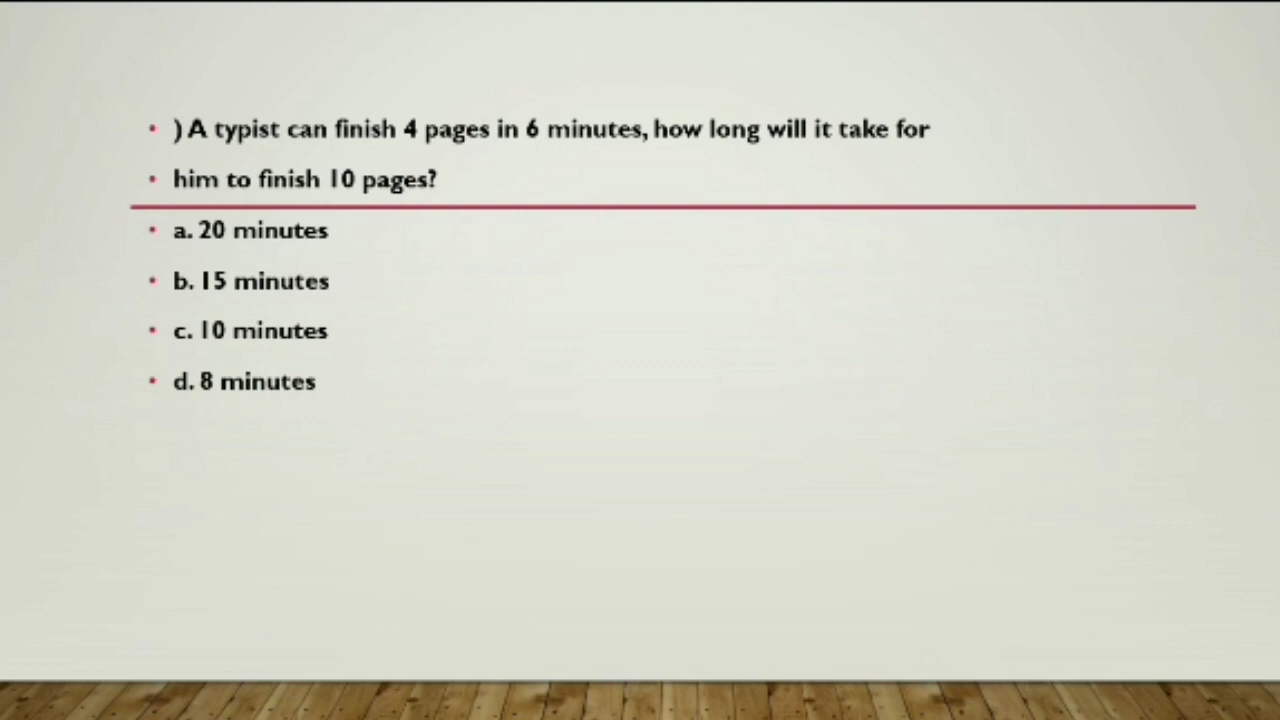 • ) A typist can finish 4 pages in 6 minutes, how long will it take for
• him to finish 10 pages?
• a. 20 minutes
• b. 15 minutes
• c. 10 minutes
• d. 8 minutes